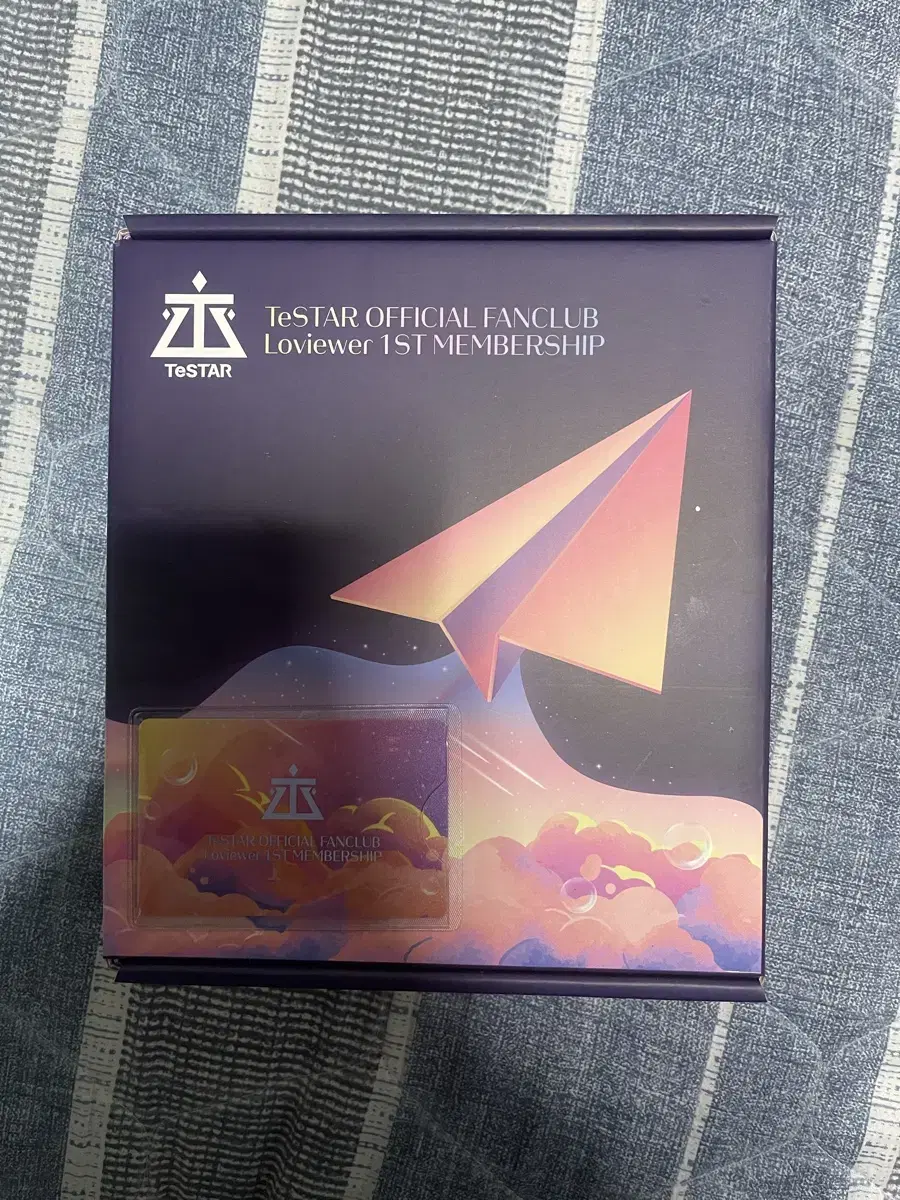 TeSTAR
TeSTAR OFFICIAL FANCLUB
Loviewer 1ST MEMBERSHIP
TeSTAR OFFICIAL FANCLUB
Loviewer 1ST MEMBERSHIP